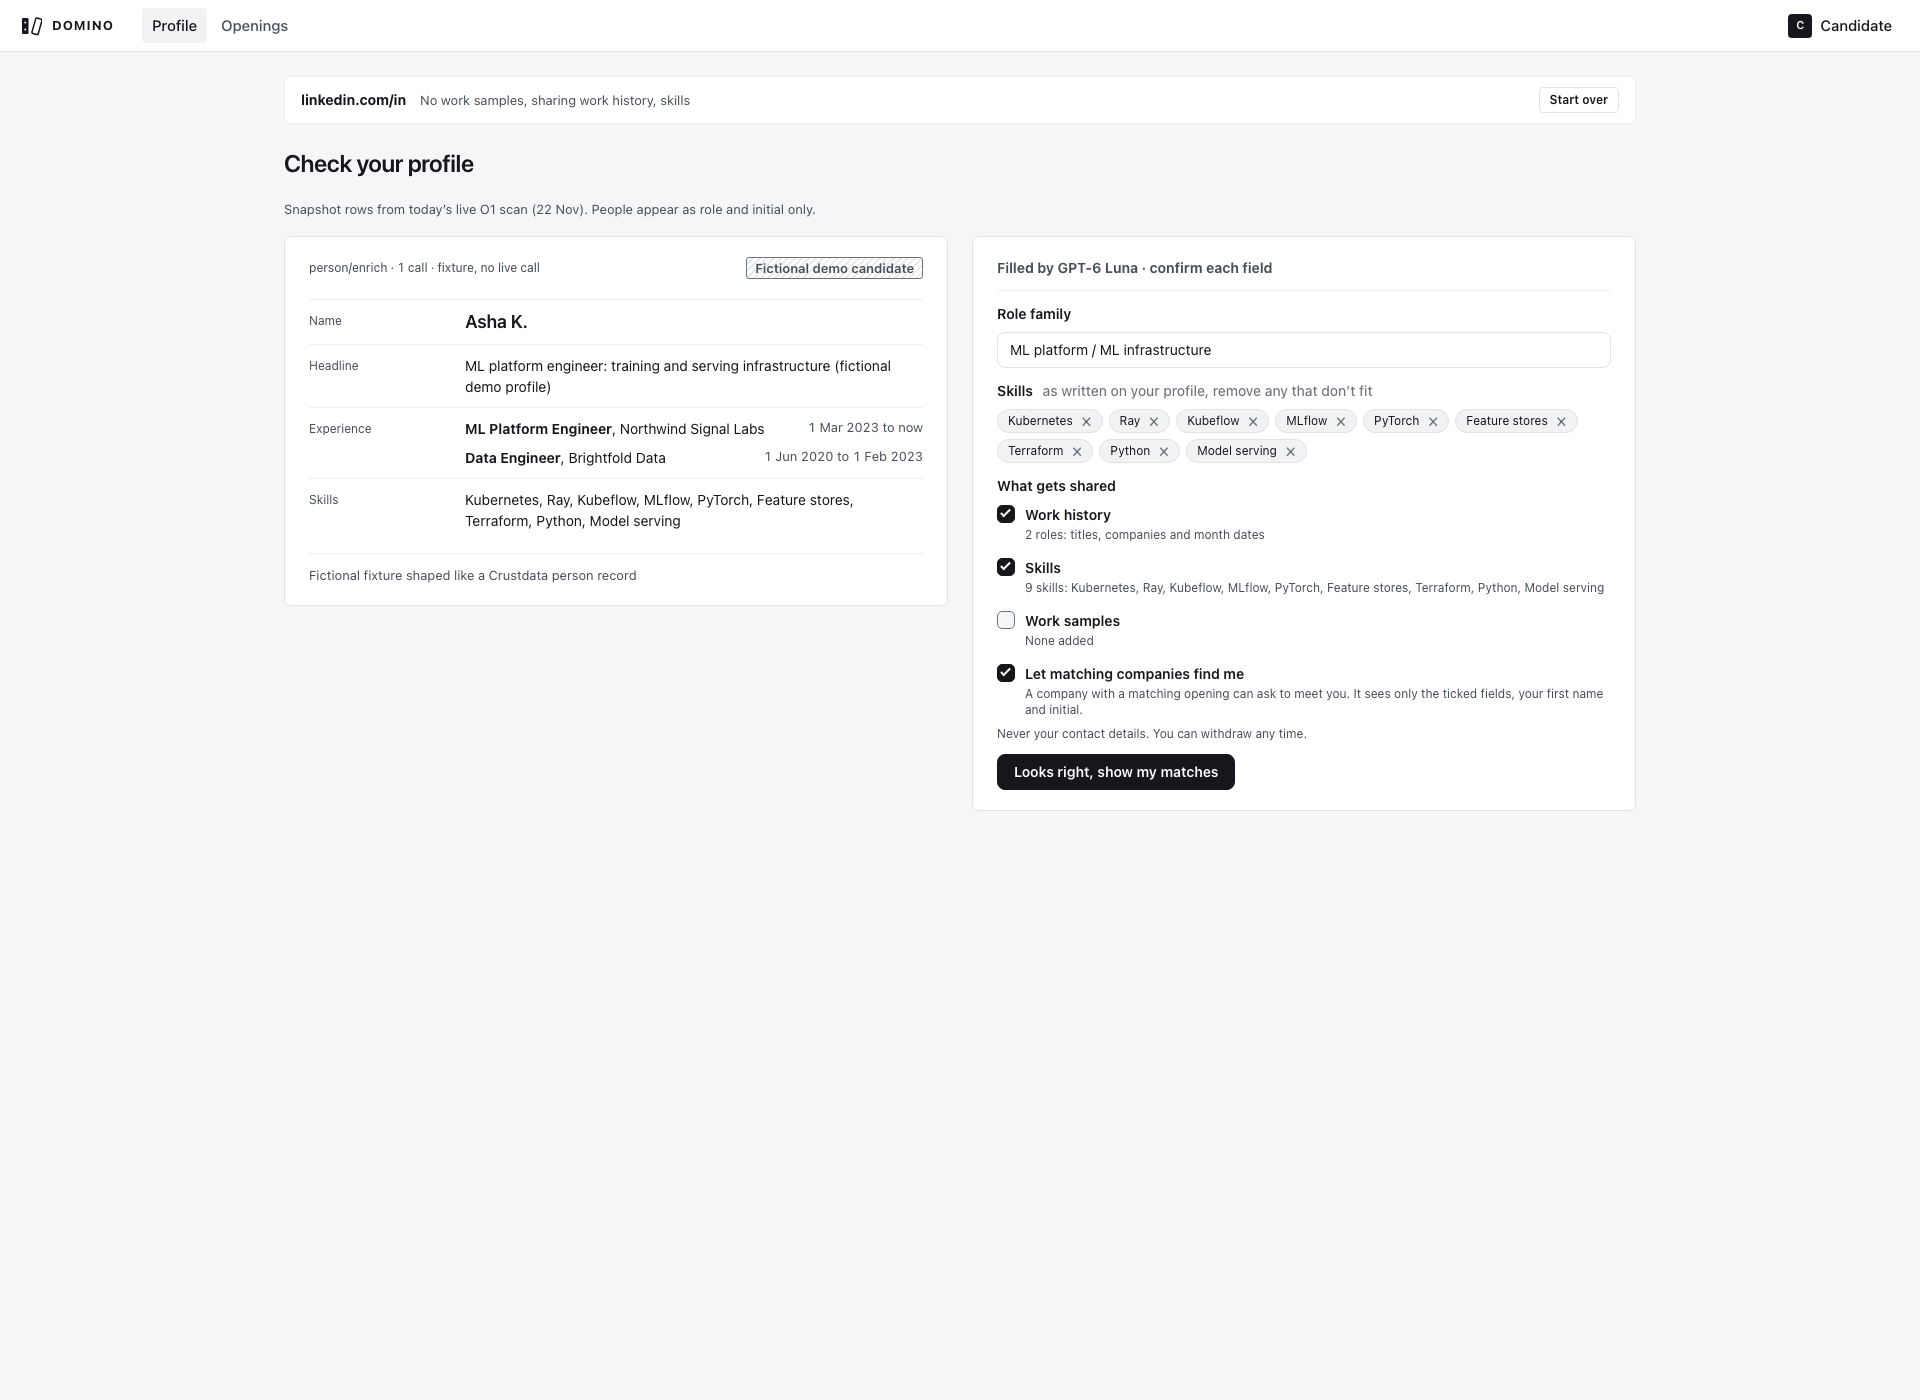 DOMINO
Profile
Openings
C
Candidate
linkedin.com/in
No work samples, sharing work history, skills
Start over
Check your profile
Snapshot rows from today’s live O1 scan (22 Nov). People appear as role and initial only.
person/enrich · 1 call · fixture, no live call
Fictional demo candidate
Name
Asha K.
Headline
ML platform engineer: training and serving infrastructure (fictional
demo profile)
Experience
ML Platform Engineer, Northwind Signal Labs
1 Mar 2023 to now
Data Engineer, Brightfold Data
1 Jun 2020 to 1 Feb 2023
Skills
Kubernetes, Ray, Kubeflow, MLflow, PyTorch, Feature stores,
Terraform, Python, Model serving
Fictional fixture shaped like a Crustdata person record
Filled by GPT-6 Luna · confirm each field
Role family
ML platform / ML infrastructure
Skills as written on your profile, remove any that don’t fit
Kubernetes × Ray × Kubeflow × MLflow × PyTorch × Feature stores ×
Terraform × Python × Model serving ×
What gets shared
Work history
2 roles: titles, companies and month dates
Skills
9 skills: Kubernetes, Ray, Kubeflow, MLflow, PyTorch, Feature stores, Terraform, Python, Model serving
Work samples
None added
Let matching companies find me
A company with a matching opening can ask to meet you. It sees only the ticked fields, your first name
and initial.
Never your contact details. You can withdraw any time.
Looks right, show my matches